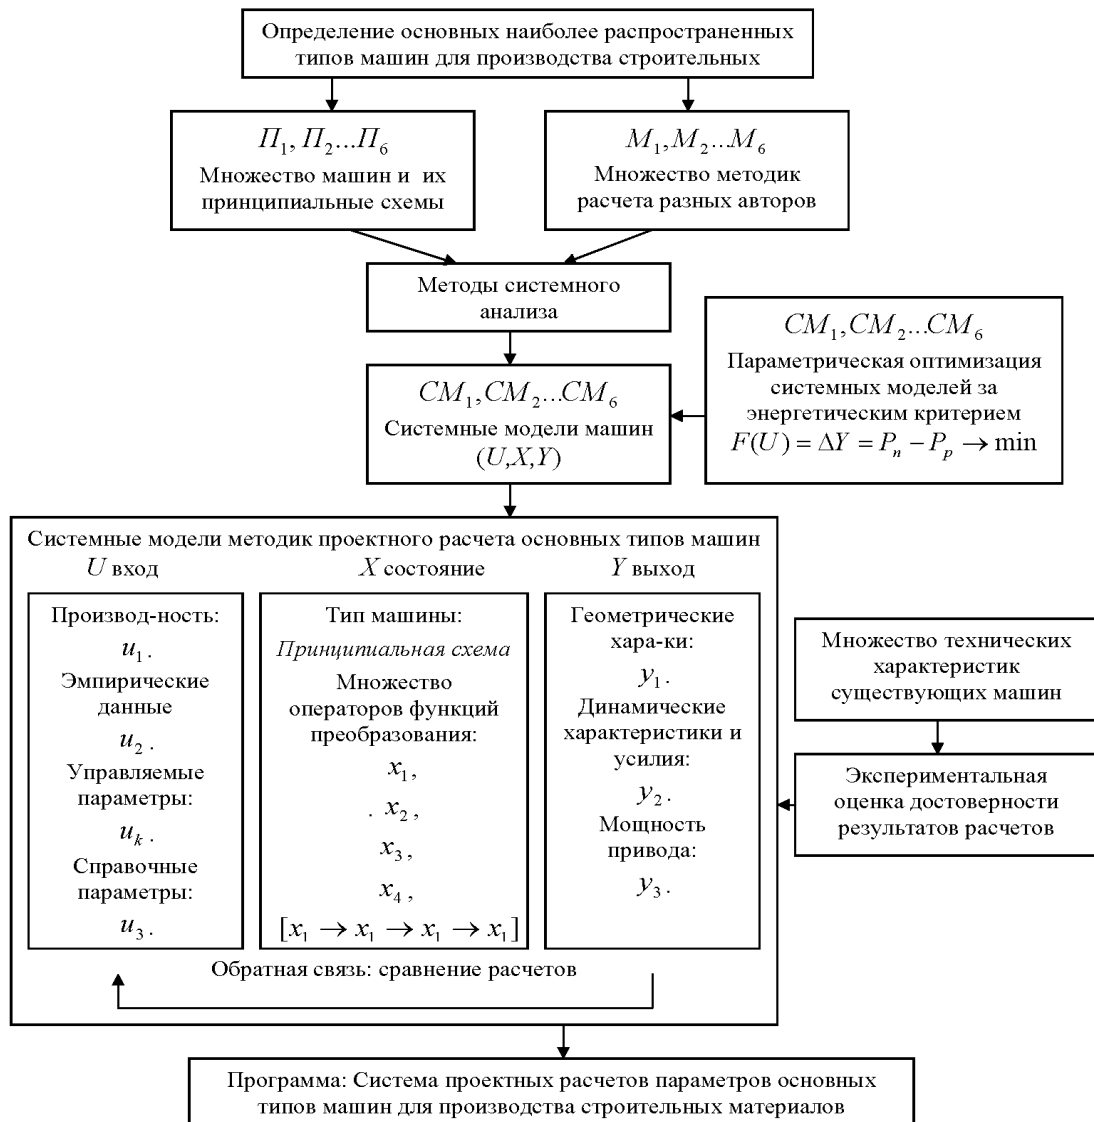 Определение основных наиболее распространенных
типов машин для производства строительных
П₁, П₂...П₆
Множество машин и их
принципиальные схемы
M₁, M₂...M₆
Множество методик
расчета разных авторов
Методы системного
анализа
CM₁, CM₂...CM₆
Параметрическая оптимизация
системных моделей за
энергетическим критерием
F(U) = ΔY = Pₙ − Pₚ → min
CM₁, CM₂...CM₆
Системные модели машин
(U,X,Y)
Системные модели методик проектного расчета основных типов машин
U вход
Производ-ность:
u₁.
Эмпирические
данные
u₂.
Управляемые
параметры:
uₖ.
Справочные
параметры:
u₃.
X состояние
Тип машины:
Принципиальная схема
Множество
операторов функций
преобразования:
x₁,
. x₂,
x₃,
x₄,
[x₁ → x₁ → x₁ → x₁]
Y выход
Геометрические
хара-ки:
y₁.
Динамические
характеристики и
усилия:
y₂.
Мощность
привода:
y₃.
Обратная связь: сравнение расчетов
Множество технических
характеристик
существующих машин
Экспериментальная
оценка достоверности
результатов расчетов
Программа: Система проектных расчетов параметров основных
типов машин для производства строительных материалов